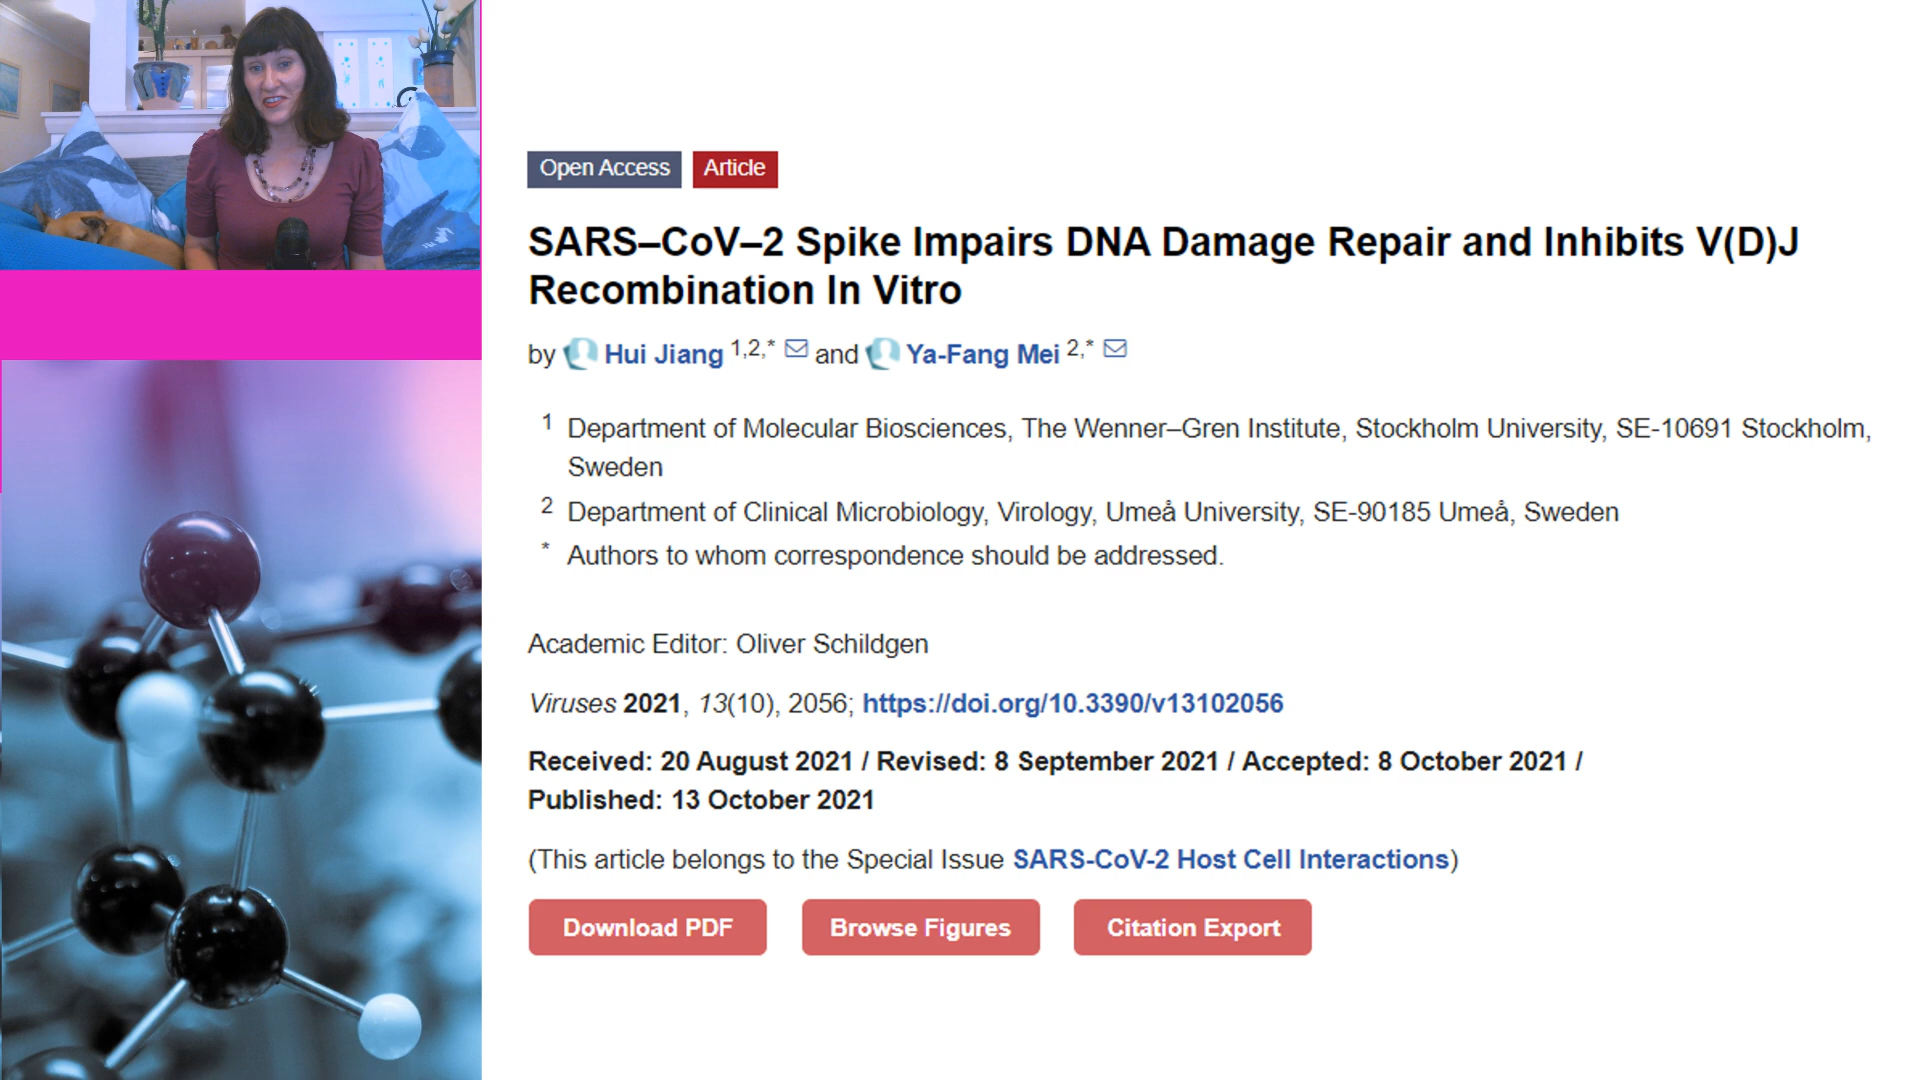 Open Access Article
SARS–CoV–2 Spike Impairs DNA Damage Repair and Inhibits V(D)J
Recombination In Vitro
by Hui Jiang 1,2,* and Ya-Fang Mei 2,*
1 Department of Molecular Biosciences, The Wenner–Gren Institute, Stockholm University, SE-10691 Stockholm,
Sweden
2 Department of Clinical Microbiology, Virology, Umeå University, SE-90185 Umeå, Sweden
* Authors to whom correspondence should be addressed.
Academic Editor: Oliver Schildgen
Viruses 2021, 13(10), 2056; https://doi.org/10.3390/v13102056
Received: 20 August 2021 / Revised: 8 September 2021 / Accepted: 8 October 2021 /
Published: 13 October 2021
(This article belongs to the Special Issue SARS-CoV-2 Host Cell Interactions)
Download PDF Browse Figures Citation Export